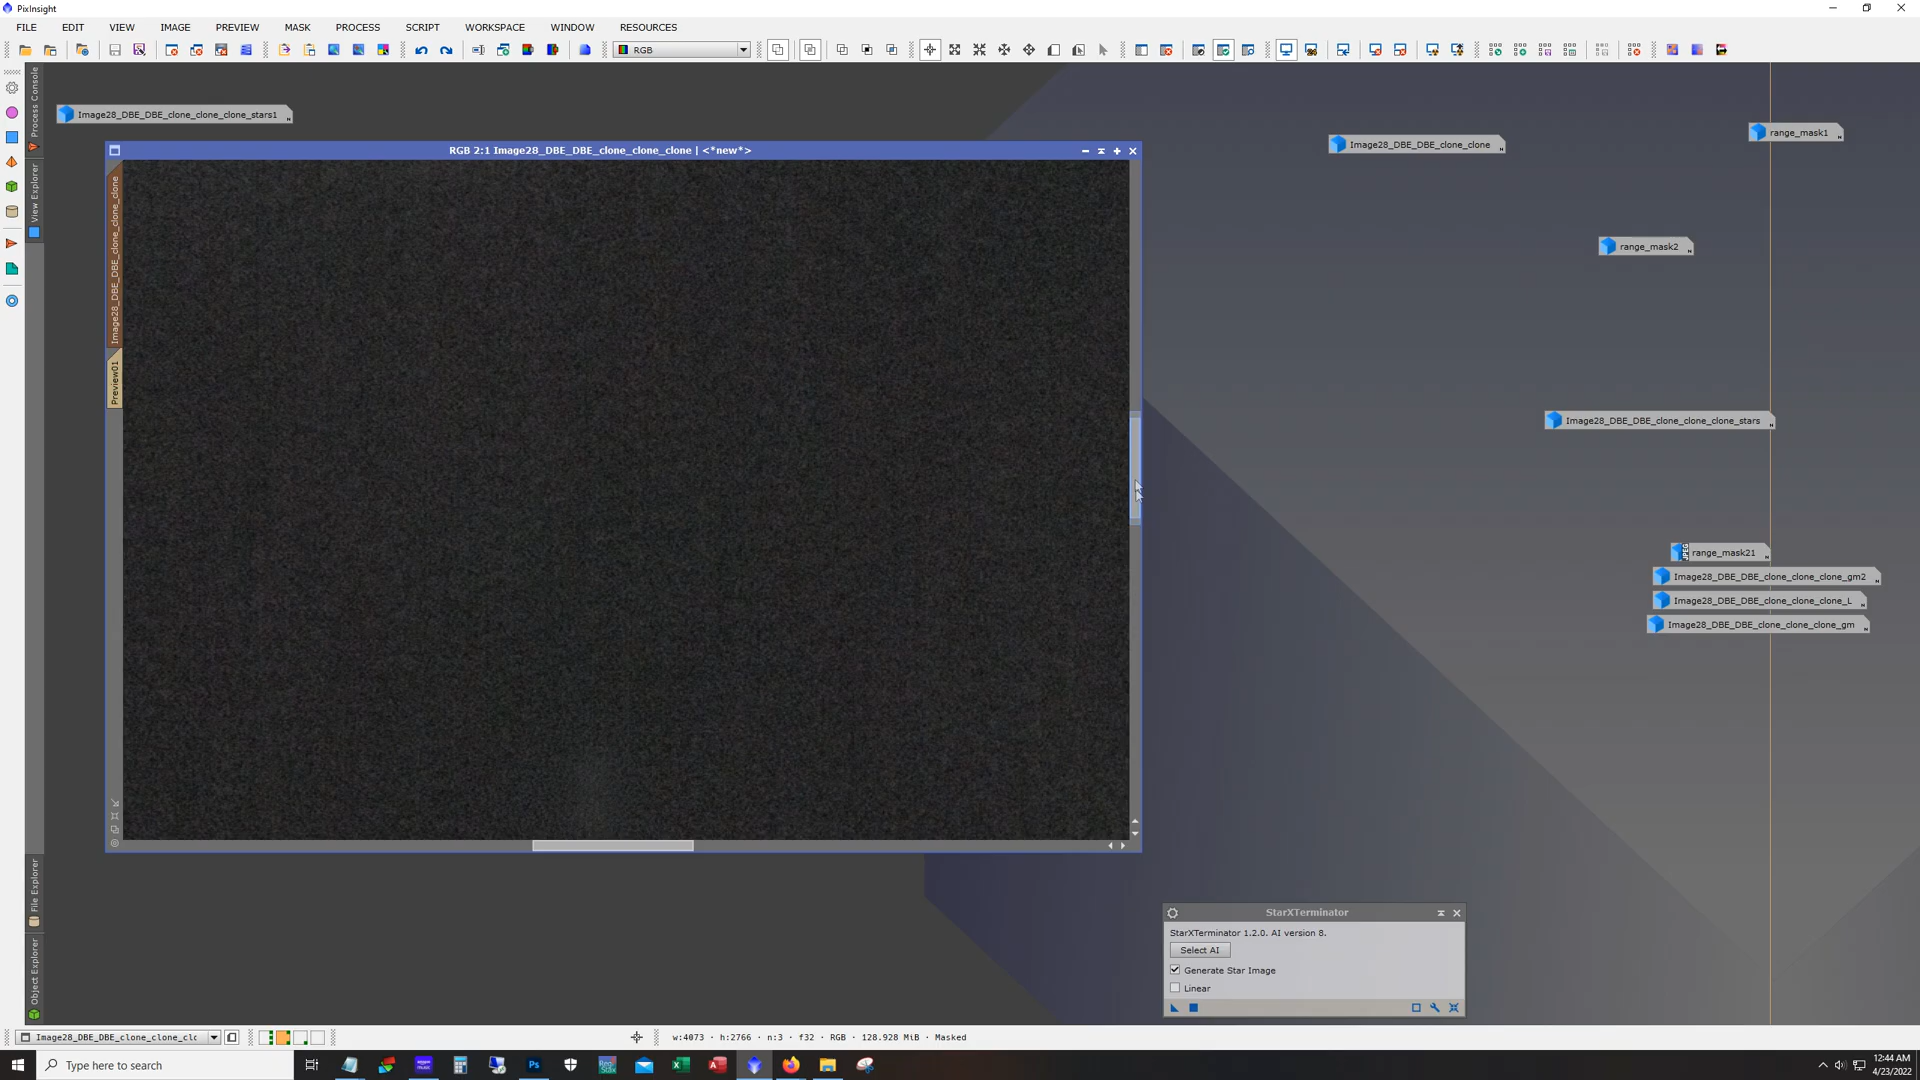 PixInsight
FILE EDIT VIEW IMAGE PREVIEW MASK PROCESS SCRIPT WORKSPACE WINDOW RESOURCES
RGB
Process Console
View Explorer
File Explorer
Object Explorer
Image28_DBE_DBE_clone_clone_clone_stars1
RGB 2:1 Image28_DBE_DBE_clone_clone_clone | <*new*>
Image28_DBE_DBE_clone_clone_clone
Preview01
Image28_DBE_DBE_clone_clone
range_mask1
range_mask2
Image28_DBE_DBE_clone_clone_clone_stars
JPEG
range_mask21
Image28_DBE_DBE_clone_clone_clone_gm2
Image28_DBE_DBE_clone_clone_clone_L
Image28_DBE_DBE_clone_clone_clone_gm
StarXTerminator
StarXTerminator 1.2.0. AI version 8.
Select AI
Generate Star Image
Linear
Image28_DBE_DBE_clone_clone_clc
w:4073 · h:2766 · n:3 · f32 · RGB · 128.928 MiB · Masked
Type here to search
Ps
12:44 AM
4/23/2022